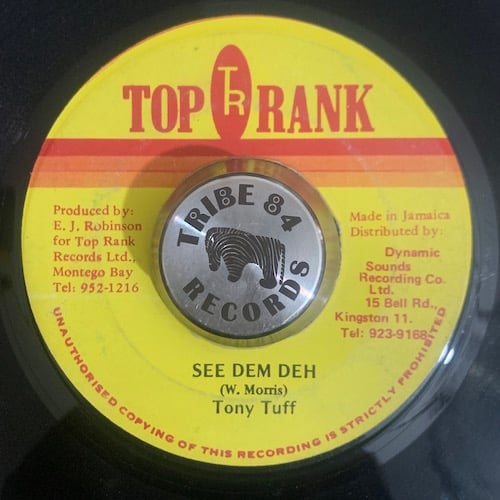 TOP TR RANK
TRIBE 84
RECORDS
Produced by:
E. J. Robinson
for Top Rank
Records Ltd.,
Montego Bay
Tel: 952-1216
Made in Jamaica
Distributed by:
Dynamic
Sounds
Recording Co.
Ltd.
15 Bell Rd.,
Kingston 11.
Tel: 923-9168
SEE DEM DEH
(W. Morris)
Tony Tuff
UNAUTHORISED COPYING OF THIS RECORDING IS STRICTLY PROHIBITED